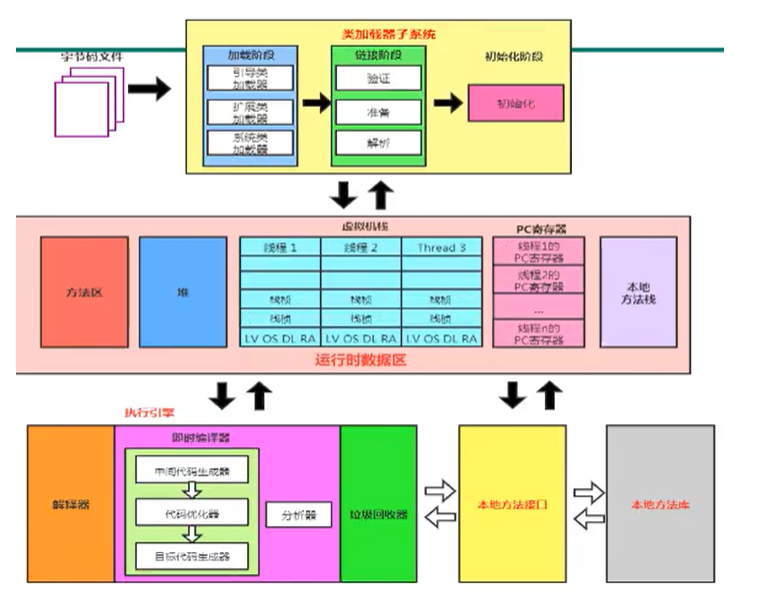 类加载器子系统
字节码文件
加载阶段
链接阶段
初始化阶段
引导类
加载器
扩展类
加载器
系统类
加载器
验证
准备
解析
初始化
虚拟机栈
PC寄存器
方法区
堆
线程 1
线程 2
Thread 3
栈桢
栈桢
栈桢
栈桢
栈桢
栈桢
LV OS DL RA
LV OS DL RA
LV OS DL RA
线程1的
PC寄存器
线程2的
PC寄存器
...
线程n的
PC寄存器
本地
方法栈
运行时数据区
执行引擎
解释器
即时编译器
中间代码生成器
代码优化器
目标代码生成器
分析器
垃圾回收器
本地方法接口
本地方法库